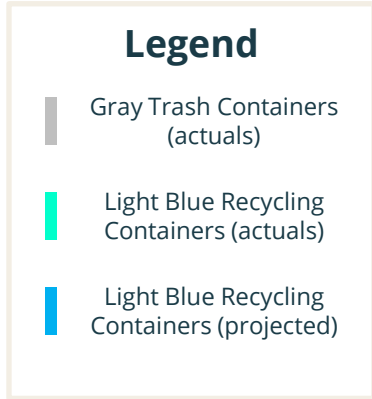 Legend
Gray Trash Containers
(actuals)
Light Blue Recycling
Containers (actuals)
Light Blue Recycling
Containers (projected)